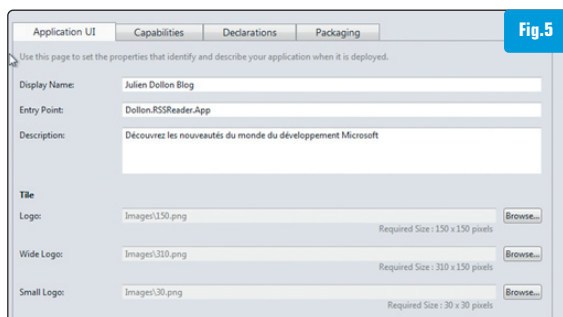 Fig.5
Application UI Capabilities Declarations Packaging
Use this page to set the properties that identify and describe your application when it is deployed.
Display Name: Julien Dollon Blog
Entry Point: Dollon.RSSReader.App
Description: Découvrez les nouveautés du monde du développement Microsoft
Tile
Logo: Images\150.png Browse...
Required Size : 150 x 150 pixels
Wide Logo: Images\310.png Browse...
Required Size : 310 x 150 pixels
Small Logo: Images\30.png Browse...
Required Size : 30 x 30 pixels